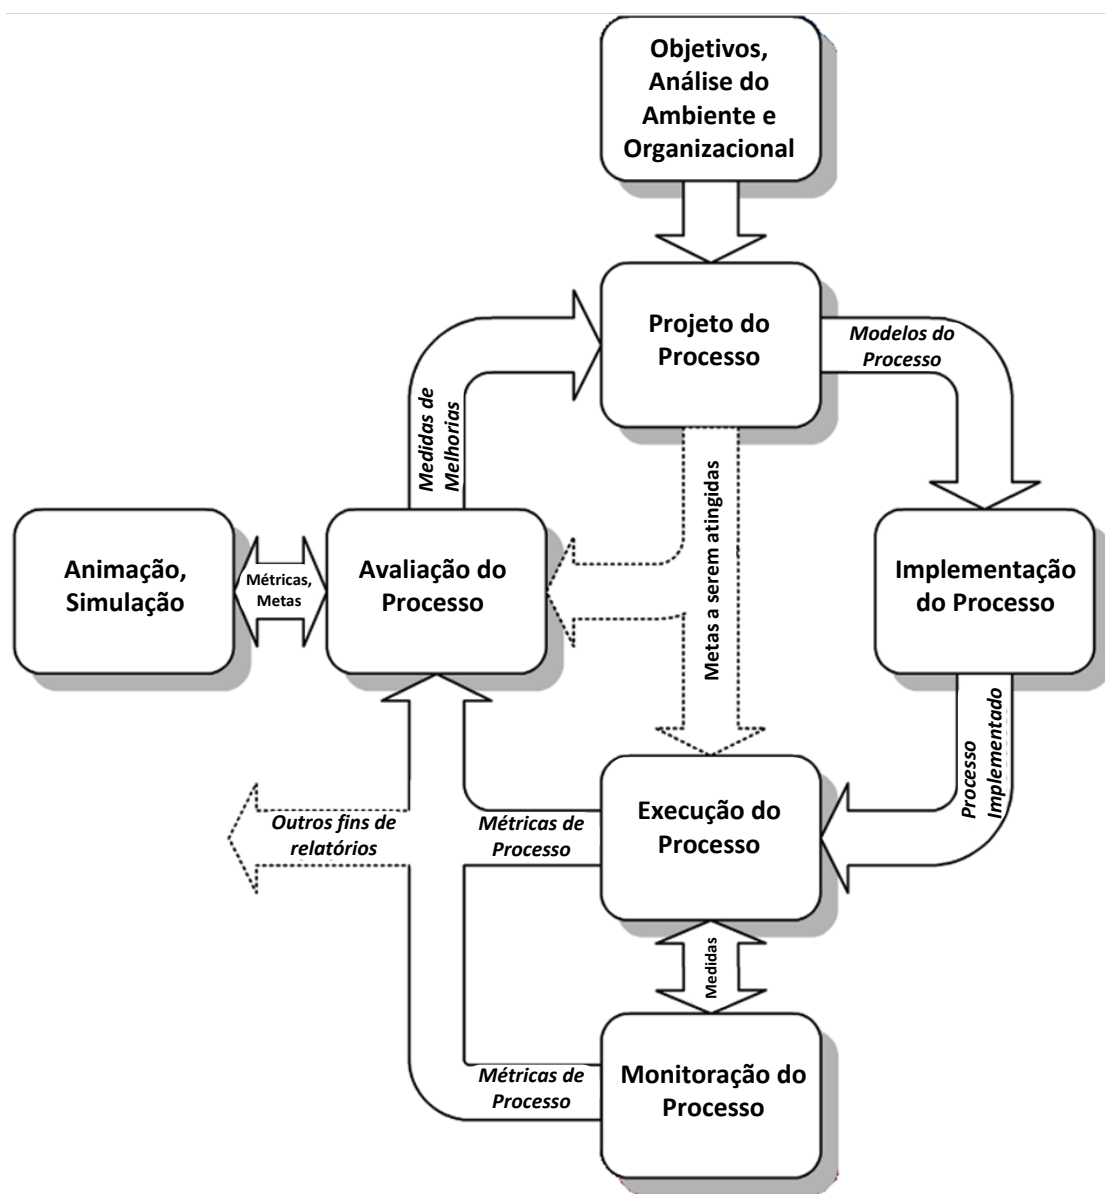 Objetivos,
Análise do
Ambiente e
Organizacional
Projeto do
Processo
Modelos do
Processo
Medidas de
Melhorias
Metas a serem atingidas
Animação,
Simulação
Métricas,
Metas
Avaliação do
Processo
Implementação
do Processo
Processo
Implementado
Outros fins de
relatórios
Métricas de
Processo
Execução do
Processo
Medidas
Métricas de
Processo
Monitoração do
Processo